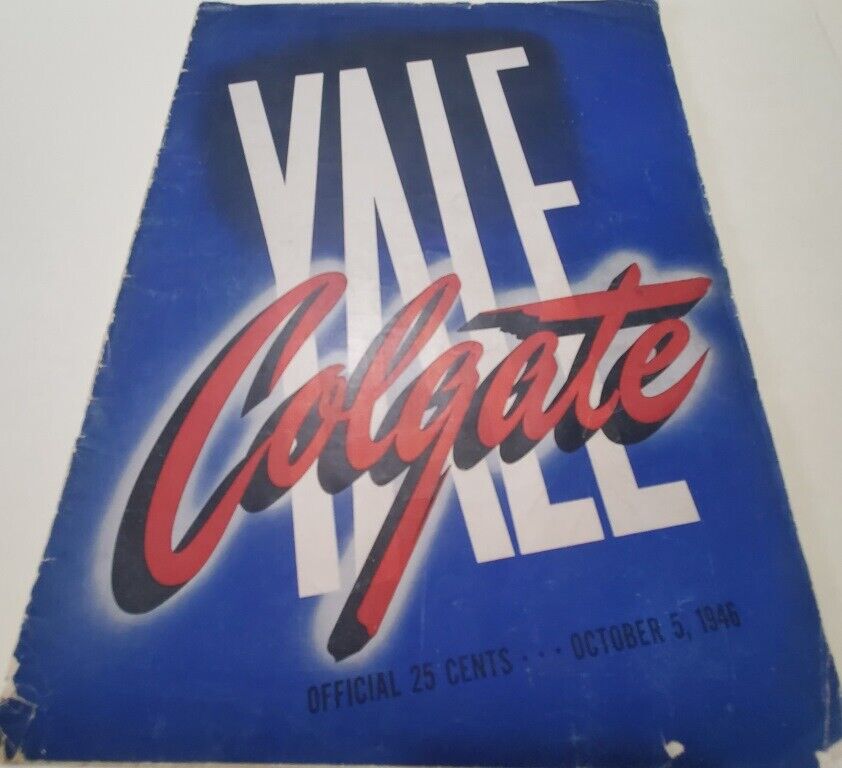 YALE
Colgate
OFFICIAL 25 CENTS · · · OCTOBER 5, 1946